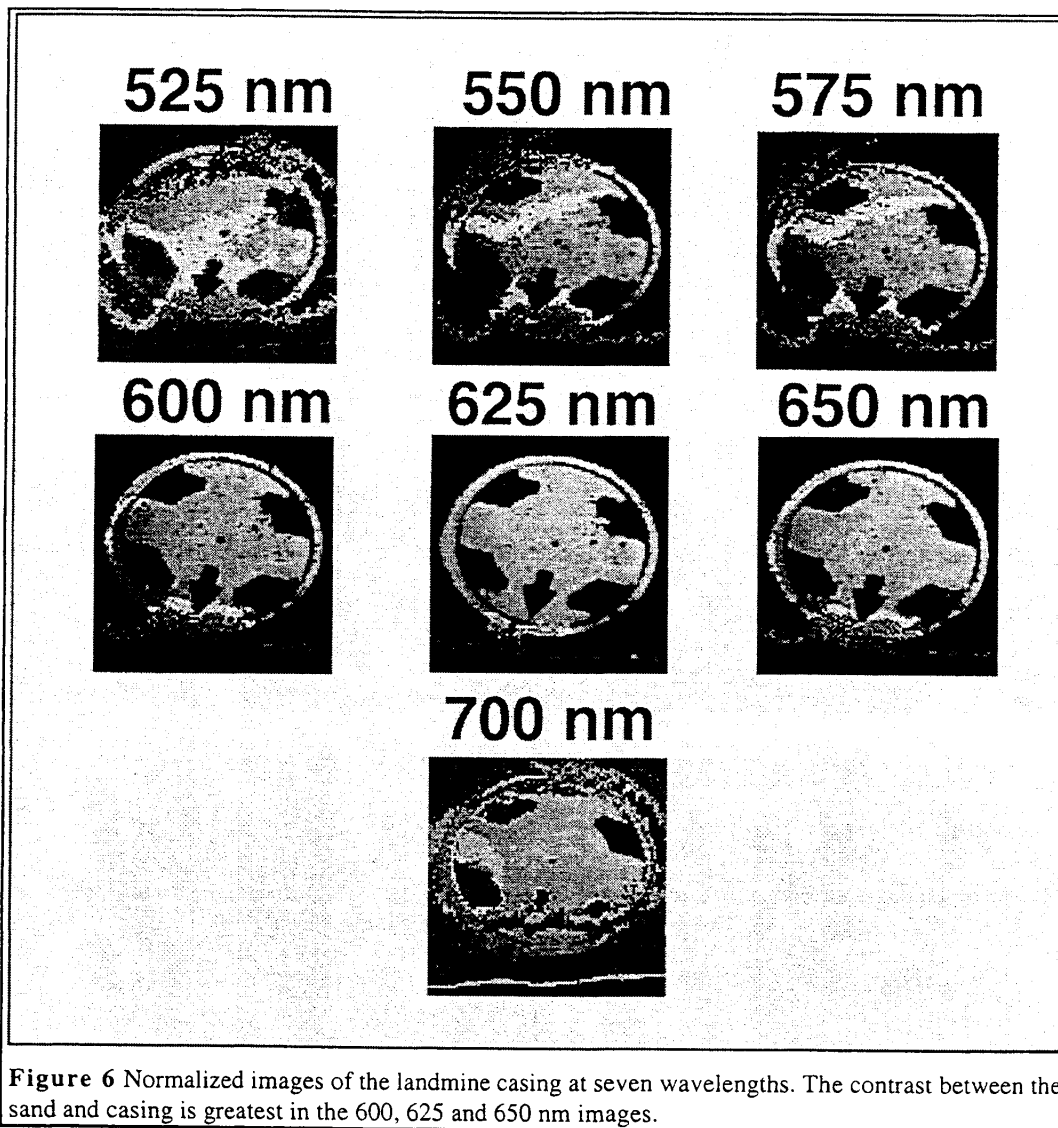 525 nm 550 nm 575 nm
600 nm 625 nm 650 nm
700 nm
Figure 6 Normalized images of the landmine casing at seven wavelengths. The contrast between the
sand and casing is greatest in the 600, 625 and 650 nm images.